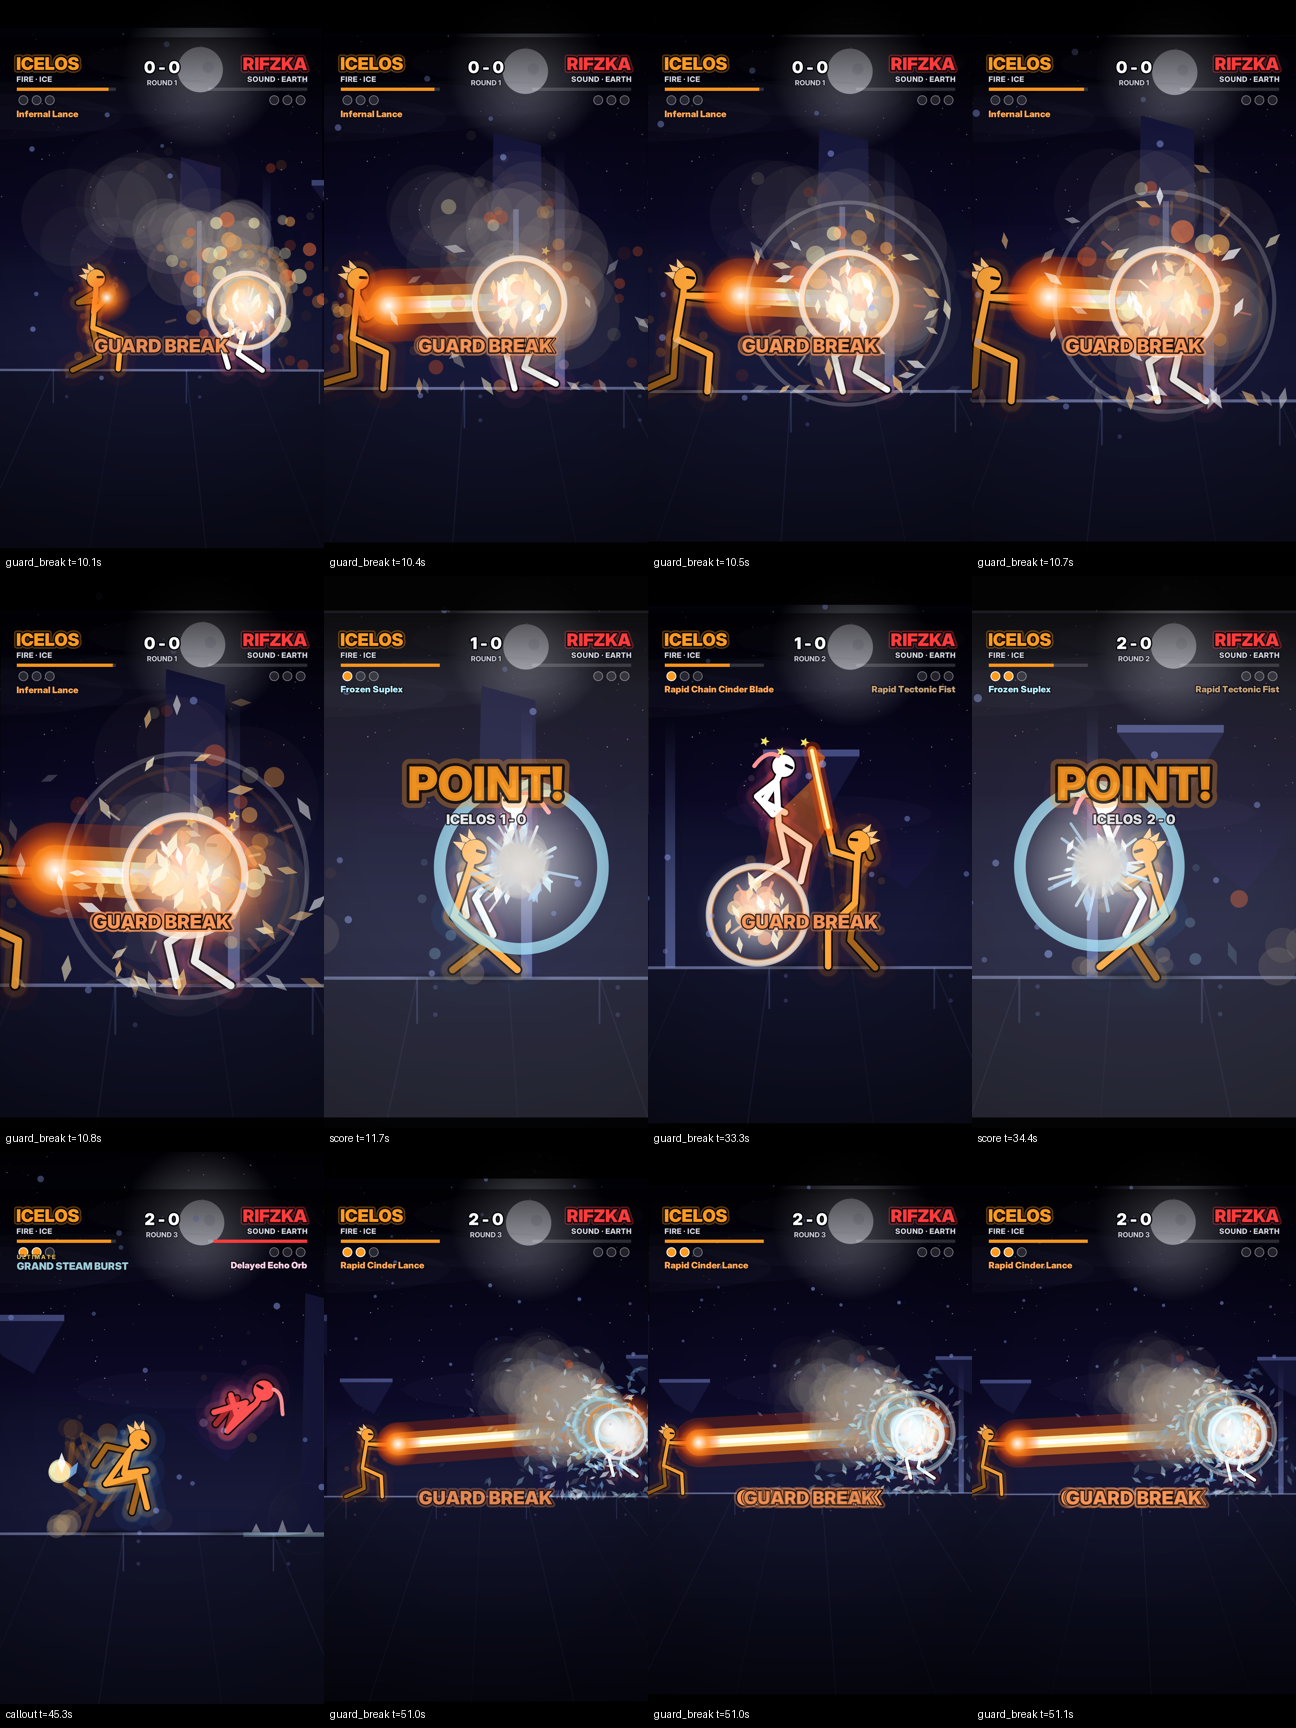 ICELOS
0-0
RIFZKA
FIRE · ICE
ROUND 1
SOUND · EARTH
Infernal Lance
GUARD BREAK
guard_break t=10.1s
ICELOS
0-0
RIFZKA
FIRE · ICE
ROUND 1
SOUND · EARTH
Infernal Lance
GUARD BREAK
guard_break t=10.4s
ICELOS
0-0
RIFZKA
FIRE · ICE
ROUND 1
SOUND · EARTH
Infernal Lance
GUARD BREAK
guard_break t=10.5s
ICELOS
0-0
RIFZKA
FIRE · ICE
ROUND 1
SOUND · EARTH
Infernal Lance
GUARD BREAK
guard_break t=10.7s
ICELOS
0-0
RIFZKA
FIRE · ICE
ROUND 1
SOUND · EARTH
Infernal Lance
GUARD BREAK
guard_break t=10.8s
ICELOS
1-0
RIFZKA
FIRE · ICE
ROUND 1
SOUND · EARTH
Frozen Suplex
POINT!
ICELOS 1-0
score t=11.7s
ICELOS
1-0
RIFZKA
FIRE · ICE
ROUND 2
SOUND · EARTH
Rapid Chain Cinder Blade
Rapid Tectonic Fist
GUARD BREAK
guard_break t=33.3s
ICELOS
2-0
RIFZKA
FIRE · ICE
ROUND 2
SOUND · EARTH
Frozen Suplex
Rapid Tectonic Fist
POINT!
ICELOS 2-0
score t=34.4s
ICELOS
2-0
RIFZKA
FIRE · ICE
ROUND 3
SOUND · EARTH
ULTIMATE
GRAND STEAM BURST
Delayed Echo Orb
callout t=45.3s
ICELOS
2-0
RIFZKA
FIRE · ICE
ROUND 3
SOUND · EARTH
Rapid Cinder Lance
GUARD BREAK
guard_break t=51.0s
ICELOS
2-0
RIFZKA
FIRE · ICE
ROUND 3
SOUND · EARTH
Rapid Cinder Lance
GUARD BREAK
guard_break t=51.0s
ICELOS
2-0
RIFZKA
FIRE · ICE
ROUND 3
SOUND · EARTH
Rapid Cinder Lance
GUARD BREAK
guard_break t=51.1s